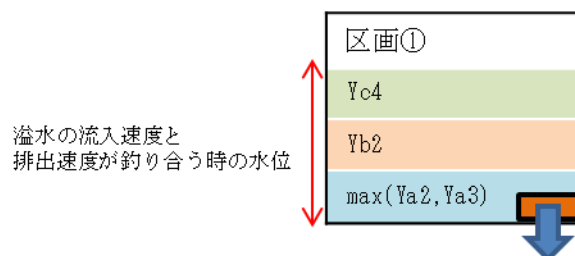 区画①
Yc4
溢水の流入速度と
排出速度が釣り合う時の水位
Yb2
max(Ya2,Ya3)